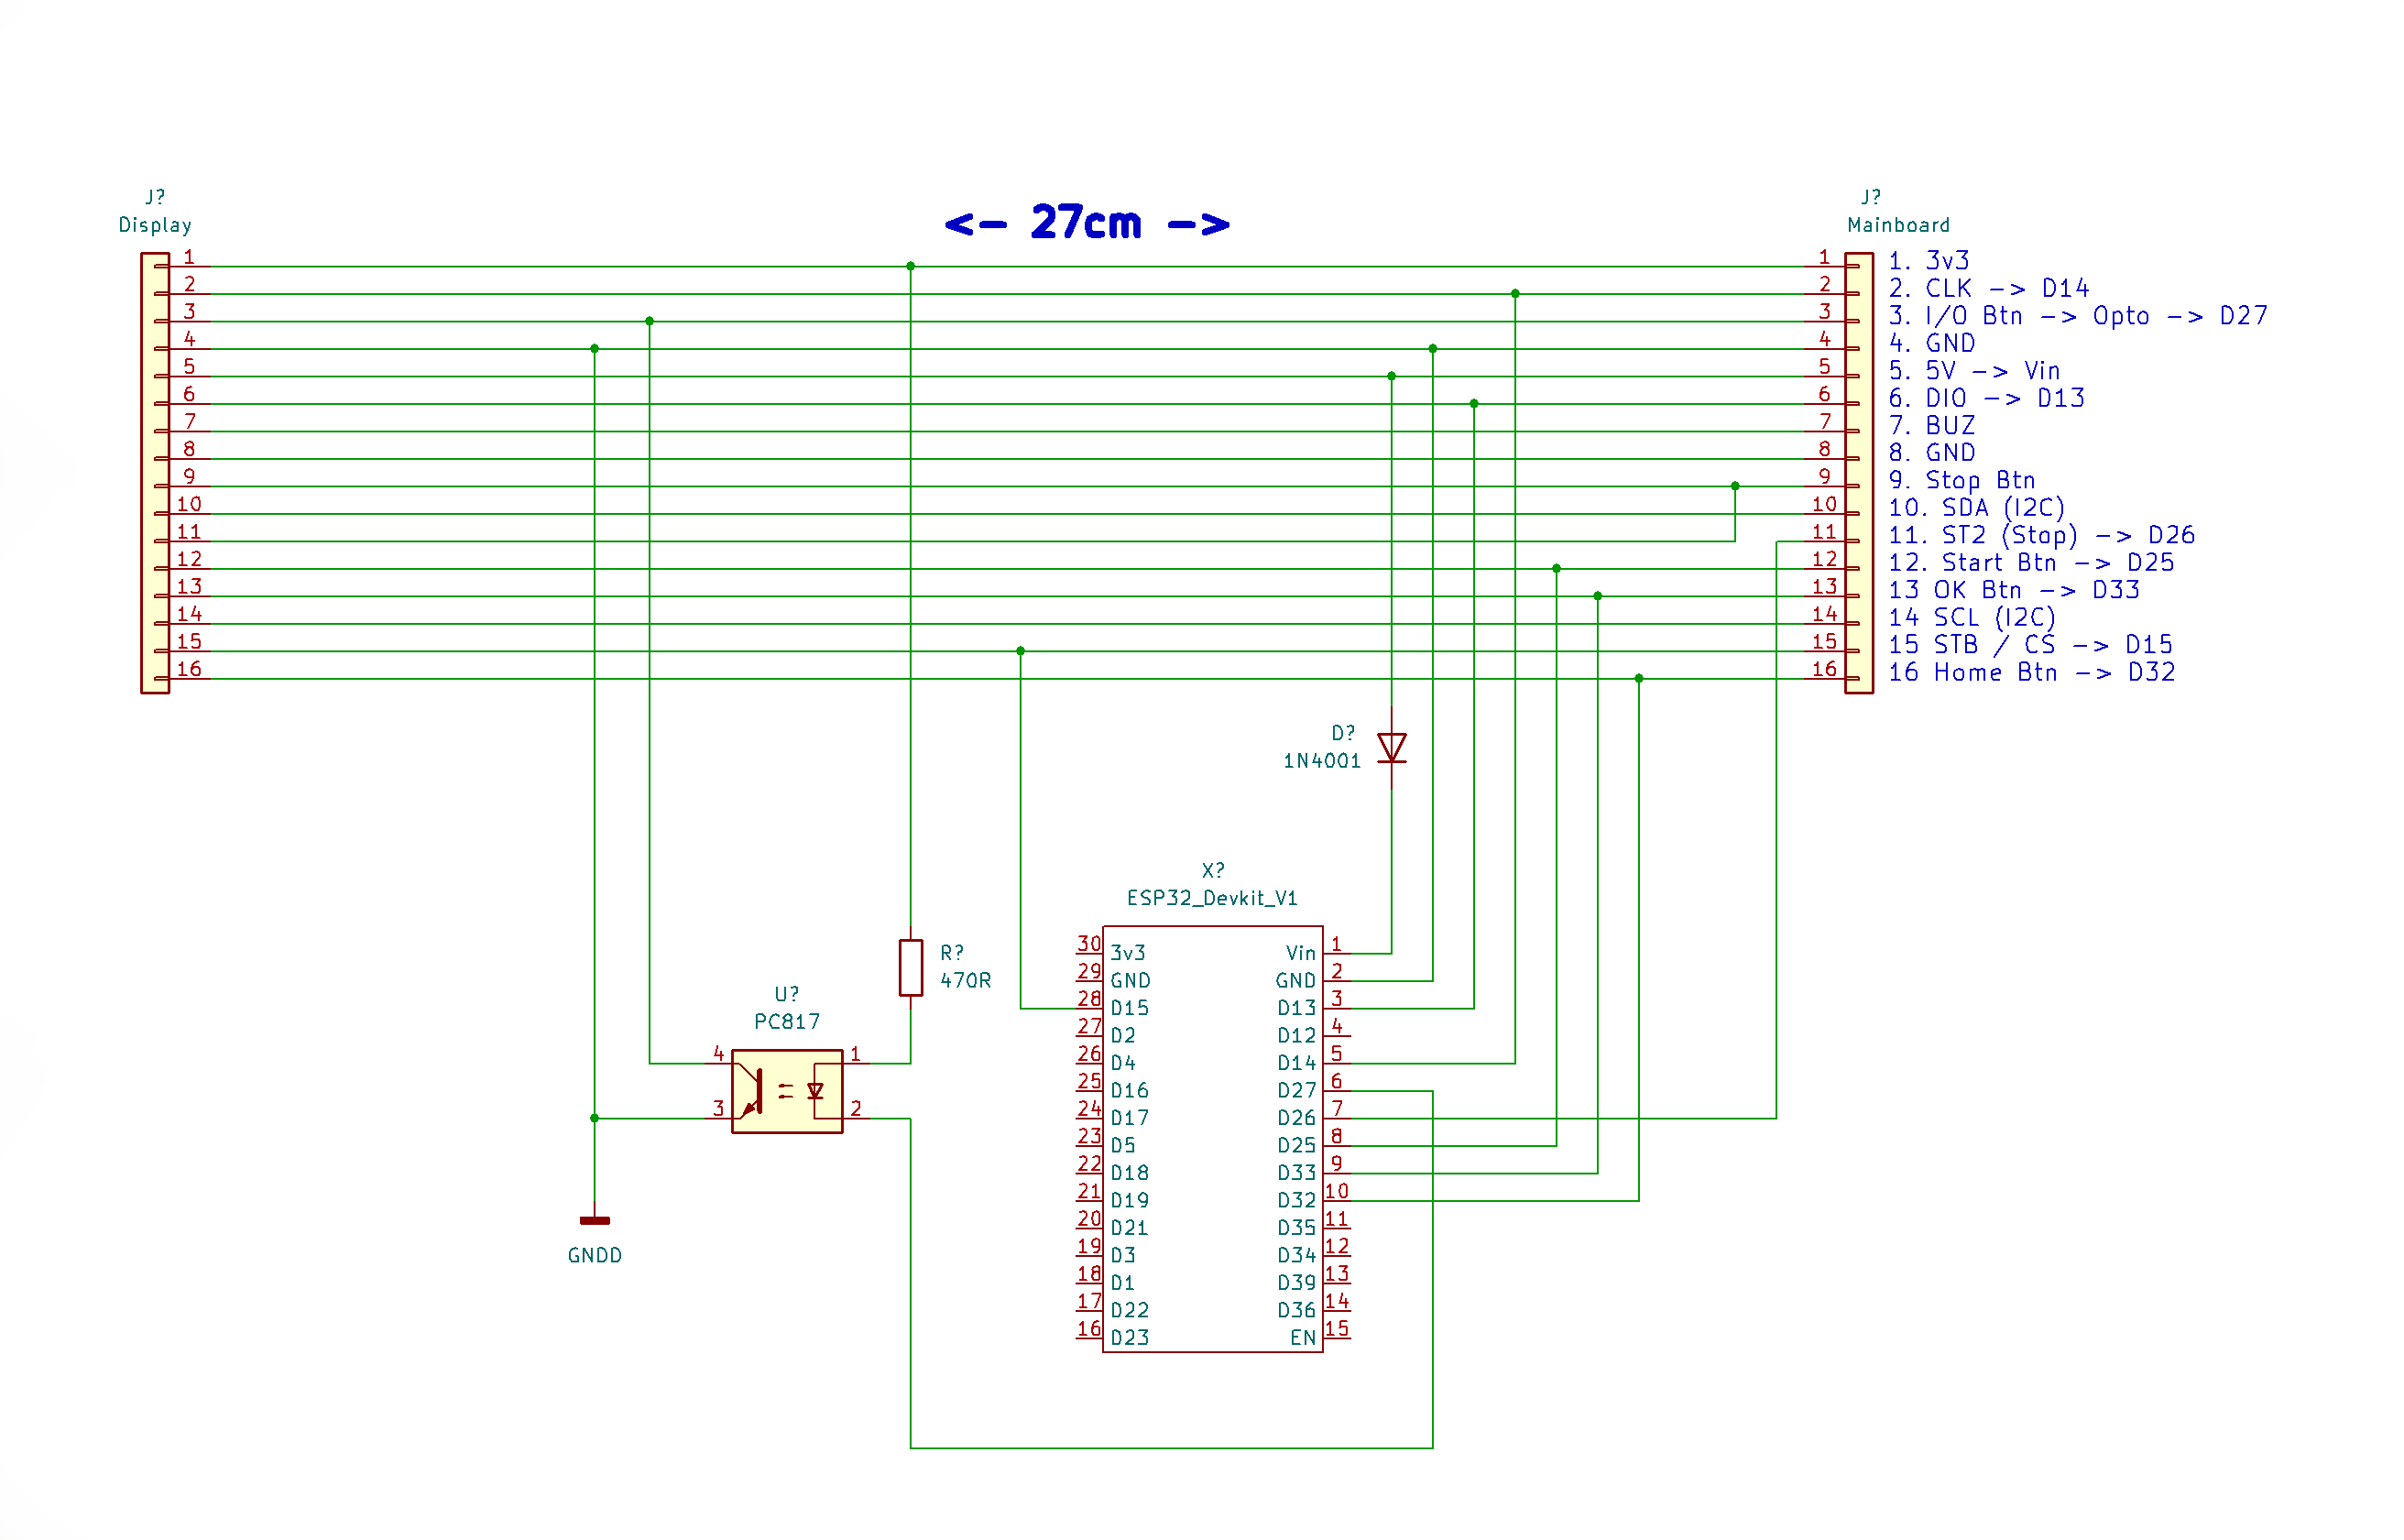 <- 27cm ->
J?
Display
1
2
3
4
5
6
7
8
9
10
11
12
13
14
15
16
J?
Mainboard
1 1. 3v3
2 2. CLK -> D14
3 3. I/O Btn -> Opto -> D27
4 4. GND
5 5. 5V -> Vin
6 6. DIO -> D13
7 7. BUZ
8 8. GND
9 9. Stop Btn
10 10. SDA (I2C)
11 11. ST2 (Stop) -> D26
12 12. Start Btn -> D25
13 13 OK Btn -> D33
14 14 SCL (I2C)
15 15 STB / CS -> D15
16 16 Home Btn -> D32
D?
1N4001
R?
470R
U?
PC817
4 1
3 2
GNDD
X?
ESP32_Devkit_V1
30 3v3 Vin 1
29 GND GND 2
28 D15 D13 3
27 D2 D12 4
26 D4 D14 5
25 D16 D27 6
24 D17 D26 7
23 D5 D25 8
22 D18 D33 9
21 D19 D32 10
20 D21 D35 11
19 D3 D34 12
18 D1 D39 13
17 D22 D36 14
16 D23 EN 15